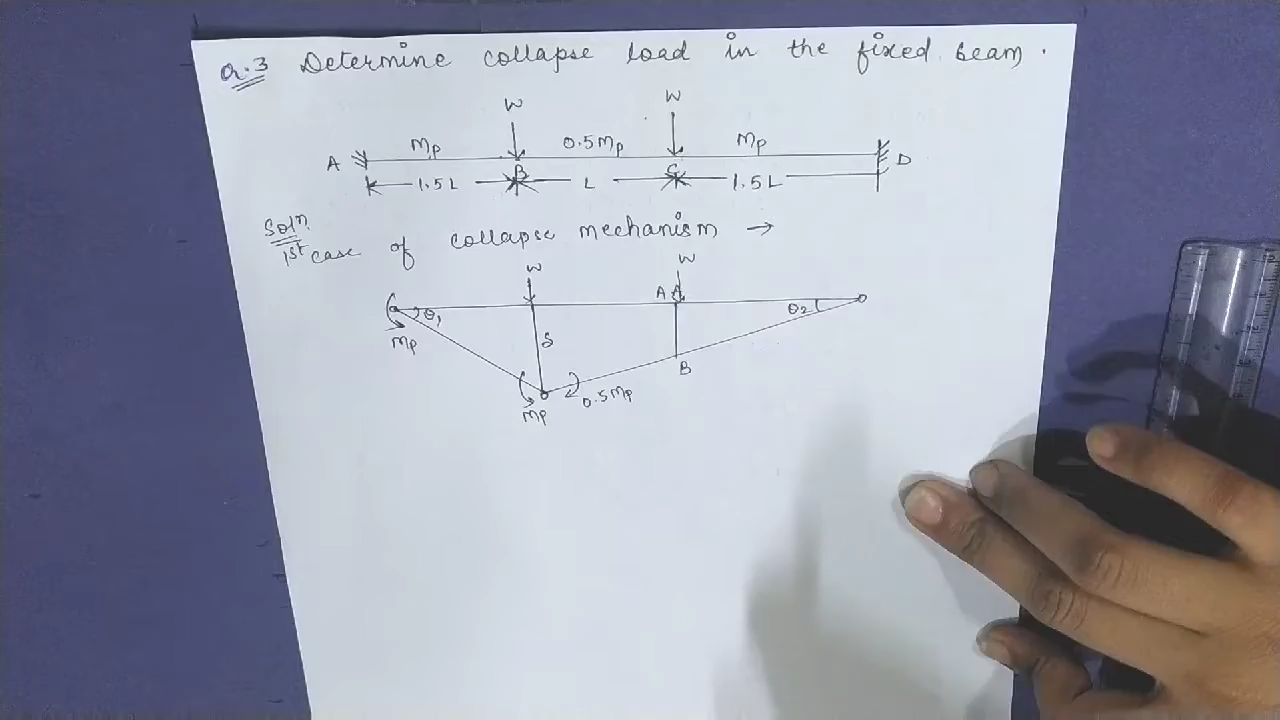 Q.3 Determine collapse load in the fixed beam.
W W
A Mp 0.5Mp Mp D
B C
1.5L L 1.5L
Solⁿ
1st case of collapse mechanism →
W W
A
θ1 θ2
Mp S
B
Mp 0.5Mp